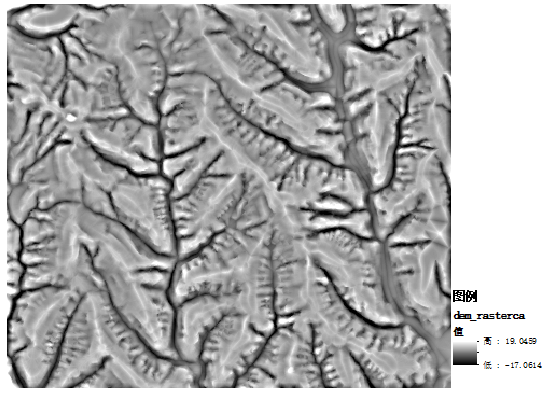 图例
dem_rasterca
值
高 : 19.0459
低 : -17.0614